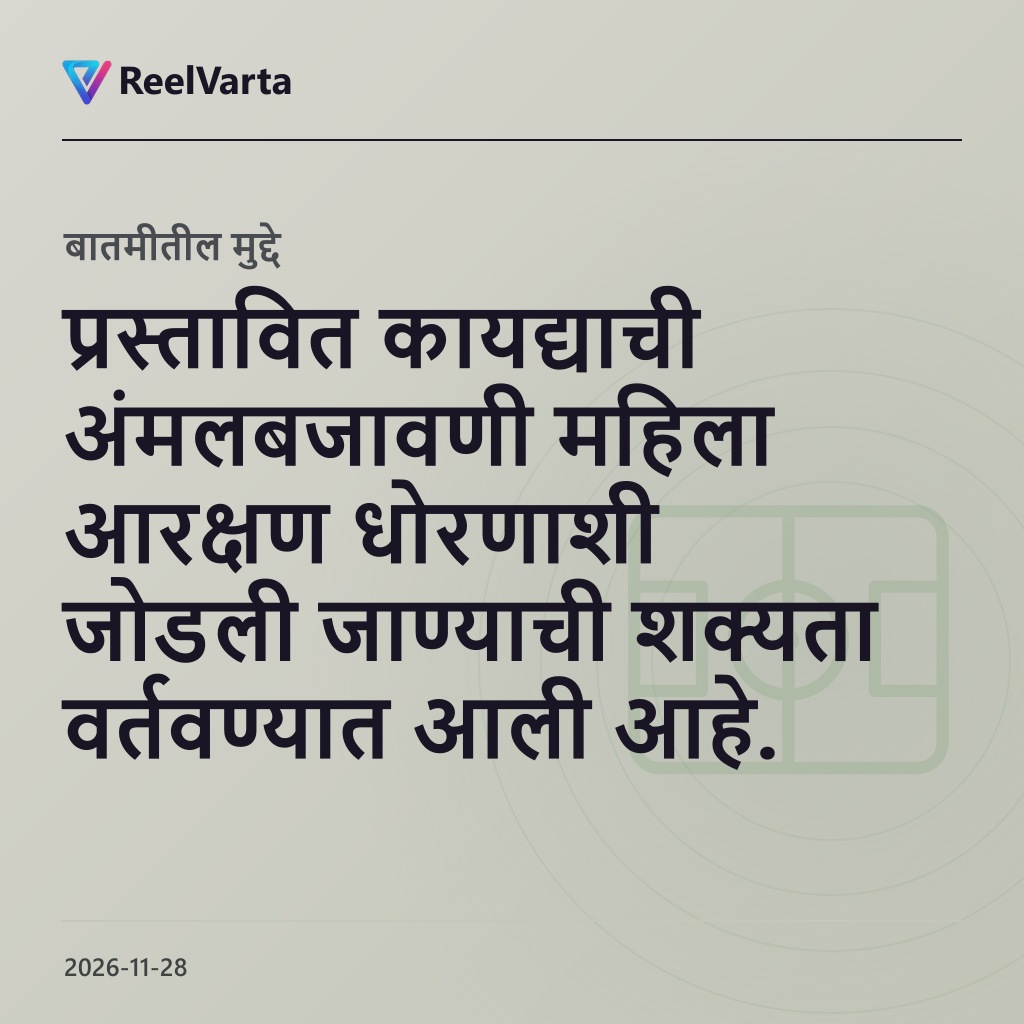 ReelVarta
बातमीतील मुद्दे
प्रस्तावित कायद्याची
अंमलबजावणी महिला
आरक्षण धोरणाशी
जोडली जाण्याची शक्यता
वर्तवण्यात आली आहे.
2026-11-28